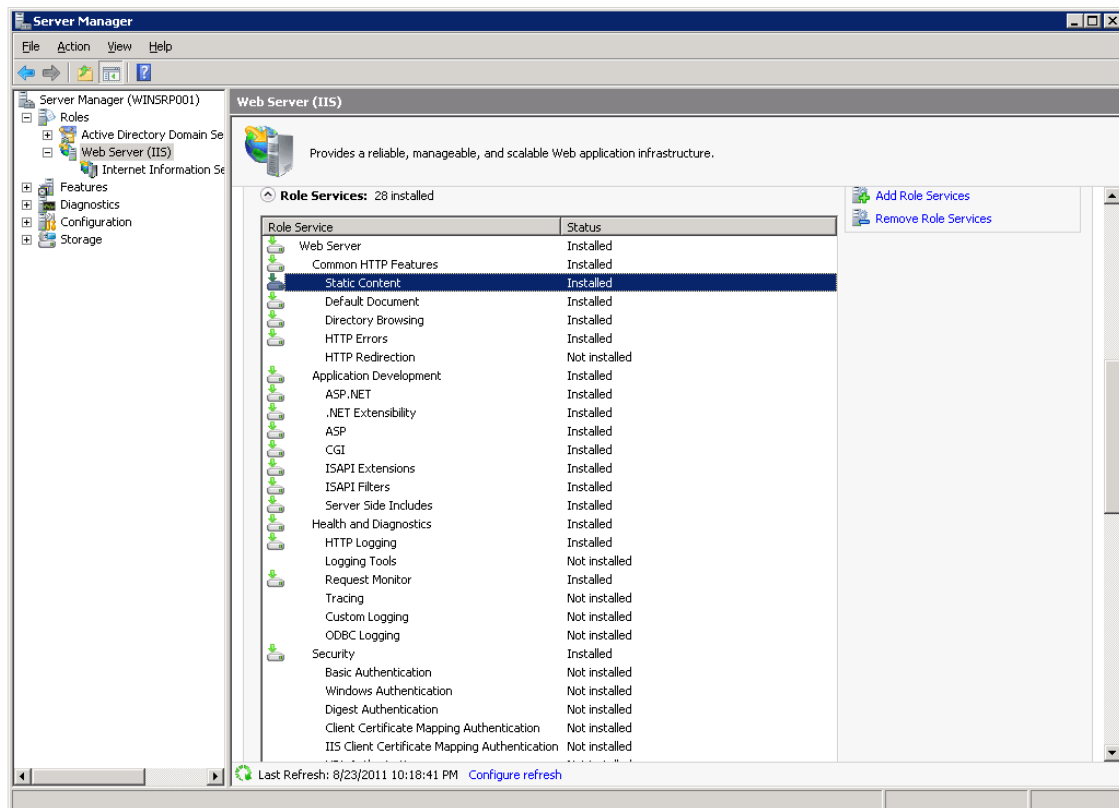 Server Manager
File Action View Help
Server Manager (WINSRP001)
Roles
Active Directory Domain Se
Web Server (IIS)
Internet Information Se
Features
Diagnostics
Configuration
Storage
Web Server (IIS)
Provides a reliable, manageable, and scalable Web application infrastructure.
Role Services: 28 installed
Add Role Services
Remove Role Services
Role Service Status
Web Server Installed
Common HTTP Features Installed
Static Content Installed
Default Document Installed
Directory Browsing Installed
HTTP Errors Installed
HTTP Redirection Not installed
Application Development Installed
ASP.NET Installed
.NET Extensibility Installed
ASP Installed
CGI Installed
ISAPI Extensions Installed
ISAPI Filters Installed
Server Side Includes Installed
Health and Diagnostics Installed
HTTP Logging Installed
Logging Tools Not installed
Request Monitor Installed
Tracing Not installed
Custom Logging Not installed
ODBC Logging Not installed
Security Installed
Basic Authentication Not installed
Windows Authentication Not installed
Digest Authentication Not installed
Client Certificate Mapping Authentication Not installed
IIS Client Certificate Mapping Authentication Not installed
Last Refresh: 8/23/2011 10:18:41 PM Configure refresh